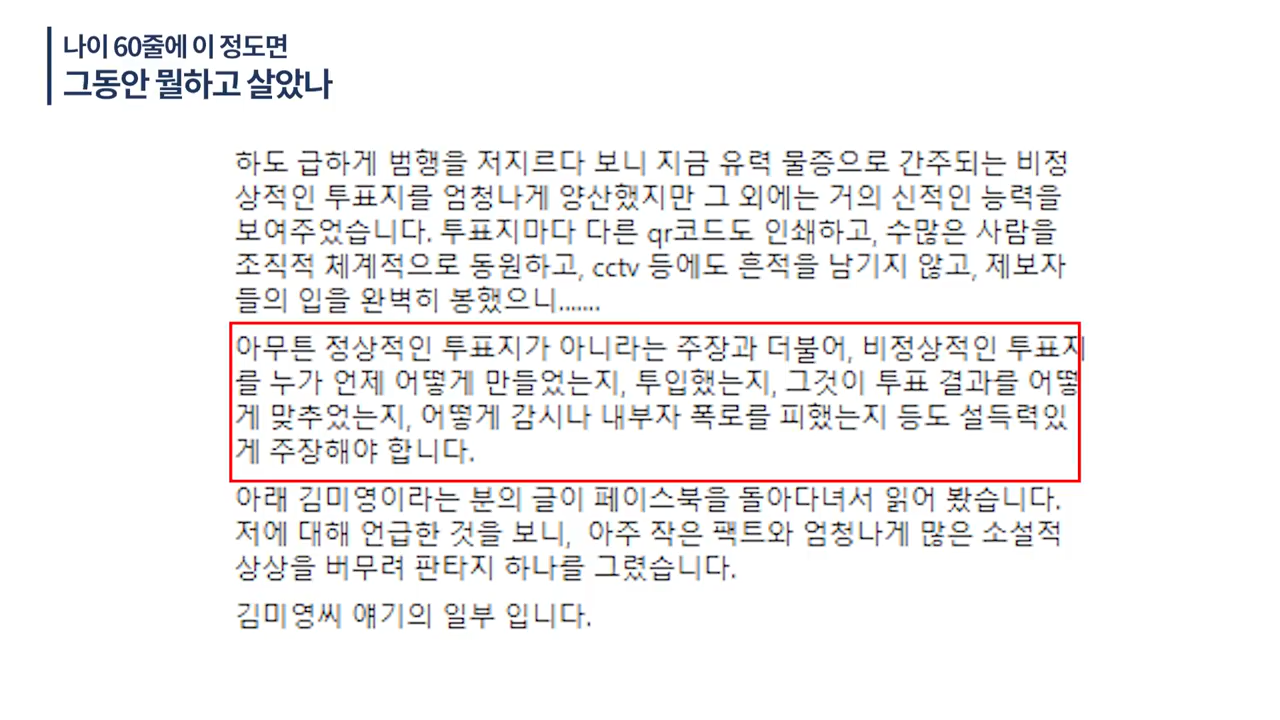 나이 60줄에 이 정도면
그동안 뭘하고 살았나
하도 급하게 범행을 저지르다 보니 지금 유력 물증으로 간주되는 비정
상적인 투표지를 엄청나게 양산했지만 그 외에는 거의 신적인 능력을
보여주었습니다. 투표지마다 다른 qr코드도 인쇄하고, 수많은 사람을
조직적 체계적으로 동원하고, cctv 등에도 흔적을 남기지 않고, 제보자
들의 입을 완벽히 봉했으니.......
아무튼 정상적인 투표지가 아니라는 주장과 더불어, 비정상적인 투표지
를 누가 언제 어떻게 만들었는지, 투입했는지, 그것이 투표 결과를 어떻
게 맞추었는지, 어떻게 감시나 내부자 폭로를 피했는지 등도 설득력있
게 주장해야 합니다.
아래 김미영이라는 분의 글이 페이스북을 돌아다녀서 읽어 봤습니다.
저에 대해 언급한 것을 보니, 아주 작은 팩트와 엄청나게 많은 소설적
상상을 버무려 판타지 하나를 그렸습니다.
김미영씨 얘기의 일부 입니다.